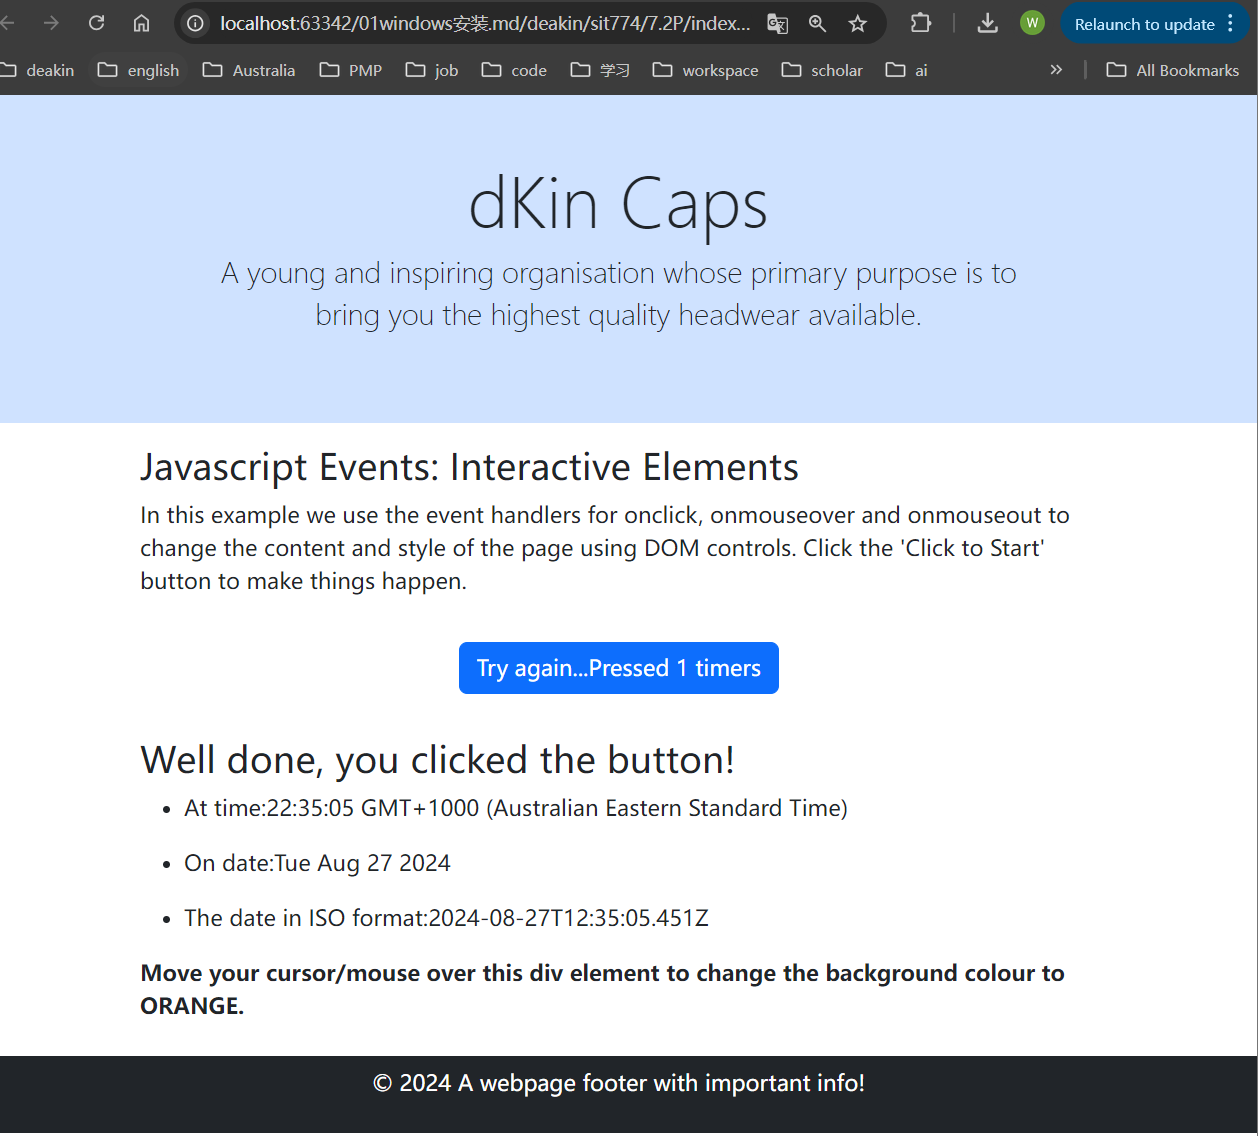 localhost:63342/01windows安装.md/deakin/sit774/7.2P/index...
W
Relaunch to update
deakin
english
Australia
PMP
job
code
学习
workspace
scholar
ai
All Bookmarks
dKin Caps
A young and inspiring organisation whose primary purpose is to
bring you the highest quality headwear available.
Javascript Events: Interactive Elements
In this example we use the event handlers for onclick, onmouseover and onmouseout to
change the content and style of the page using DOM controls. Click the 'Click to Start'
button to make things happen.
Try again...Pressed 1 timers
Well done, you clicked the button!
• At time:22:35:05 GMT+1000 (Australian Eastern Standard Time)
• On date:Tue Aug 27 2024
• The date in ISO format:2024-08-27T12:35:05.451Z
Move your cursor/mouse over this div element to change the background colour to
ORANGE.
© 2024 A webpage footer with important info!